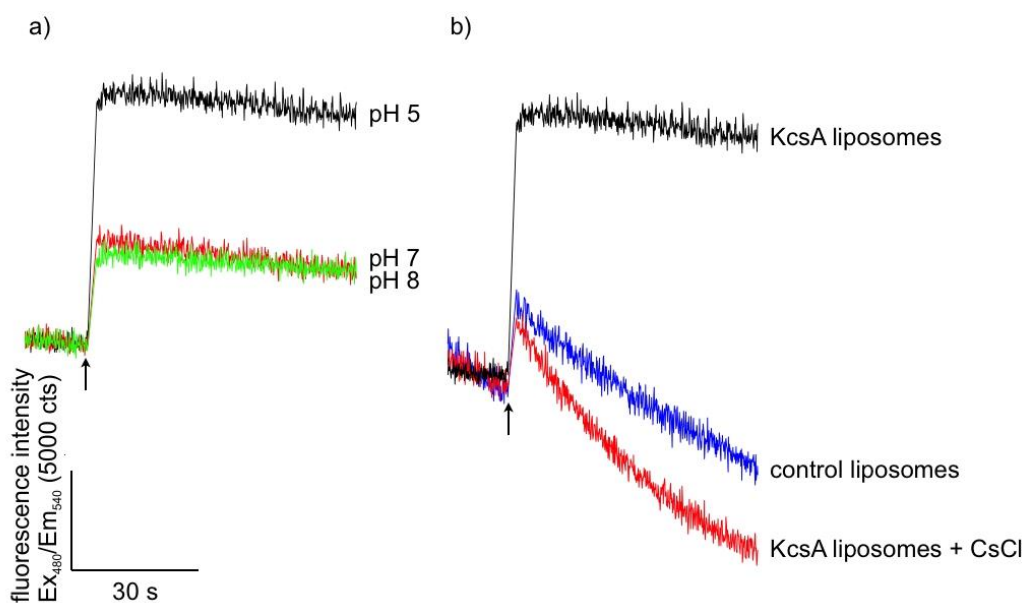 a)
pH 5
pH 7
pH 8
fluorescence intensity
Ex480/Em540 (5000 cts)
30 s
b)
KcsA liposomes
control liposomes
KcsA liposomes + CsCl